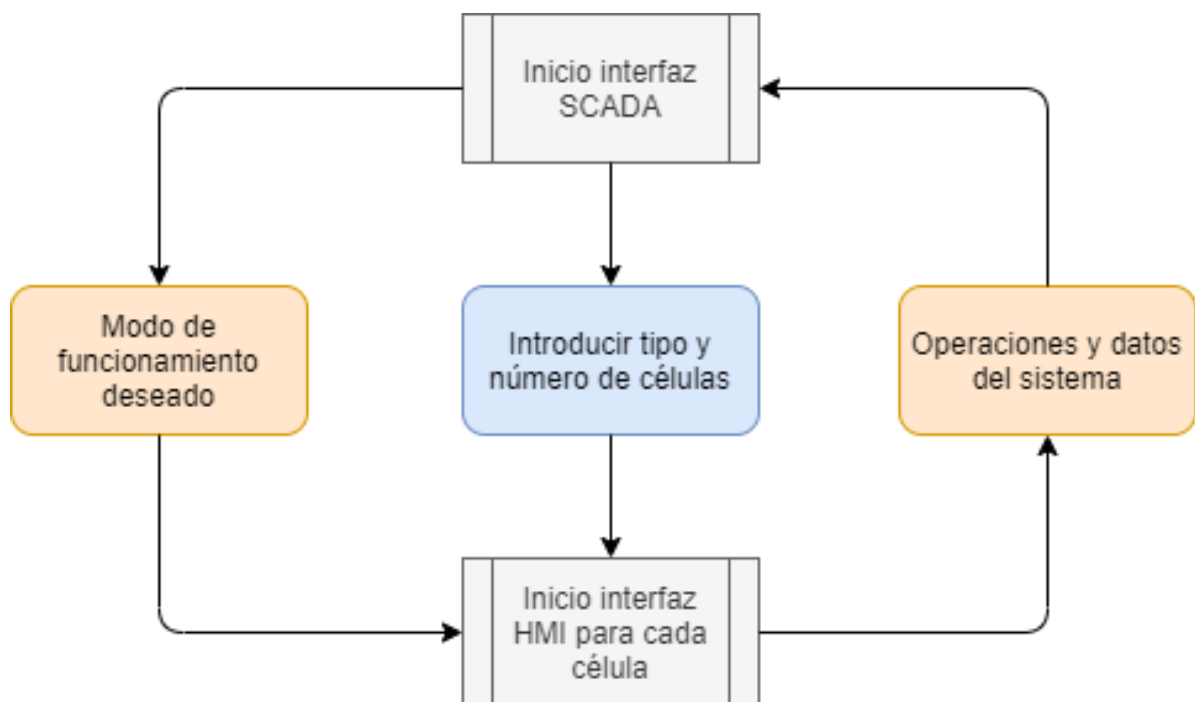 Inicio interfaz
SCADA
Modo de
funcionamiento
deseado
Introducir tipo y
número de células
Operaciones y datos
del sistema
Inicio interfaz
HMI para cada
célula